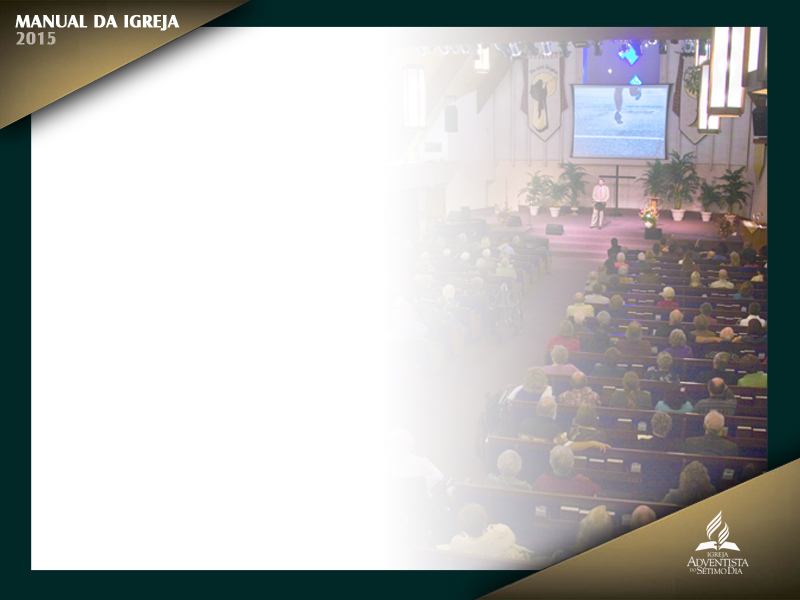 MANUAL DA IGREJA
2015
IGREJA
ADVENTISTA
DO SÉTIMO DIA